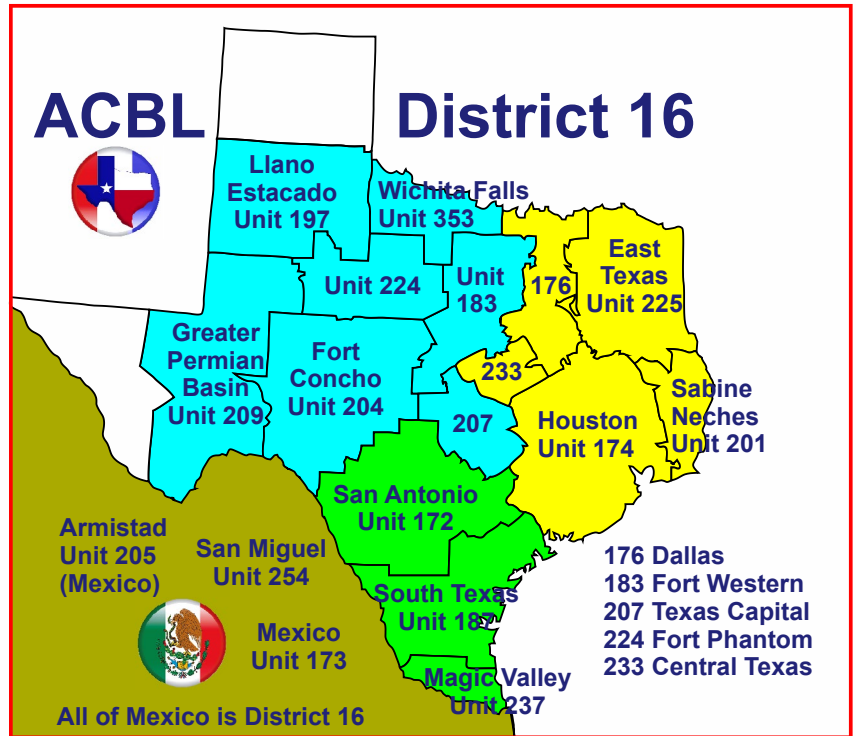 ACBL District 16
Llano
Estacado
Unit 197
Wichita Falls
Unit 353
Unit 224
Unit
183
176
East
Texas
Unit 225
Greater
Permian
Basin
Unit 209
Fort
Concho
Unit 204
233
207
Houston
Unit 174
Sabine
Neches
Unit 201
San Antonio
Unit 172
Armistad
Unit 205
(Mexico)
San Miguel
Unit 254
South Texas
Unit 187
Mexico
Unit 173
Magic Valley
Unit 237
176 Dallas
183 Fort Western
207 Texas Capital
224 Fort Phantom
233 Central Texas
All of Mexico is District 16